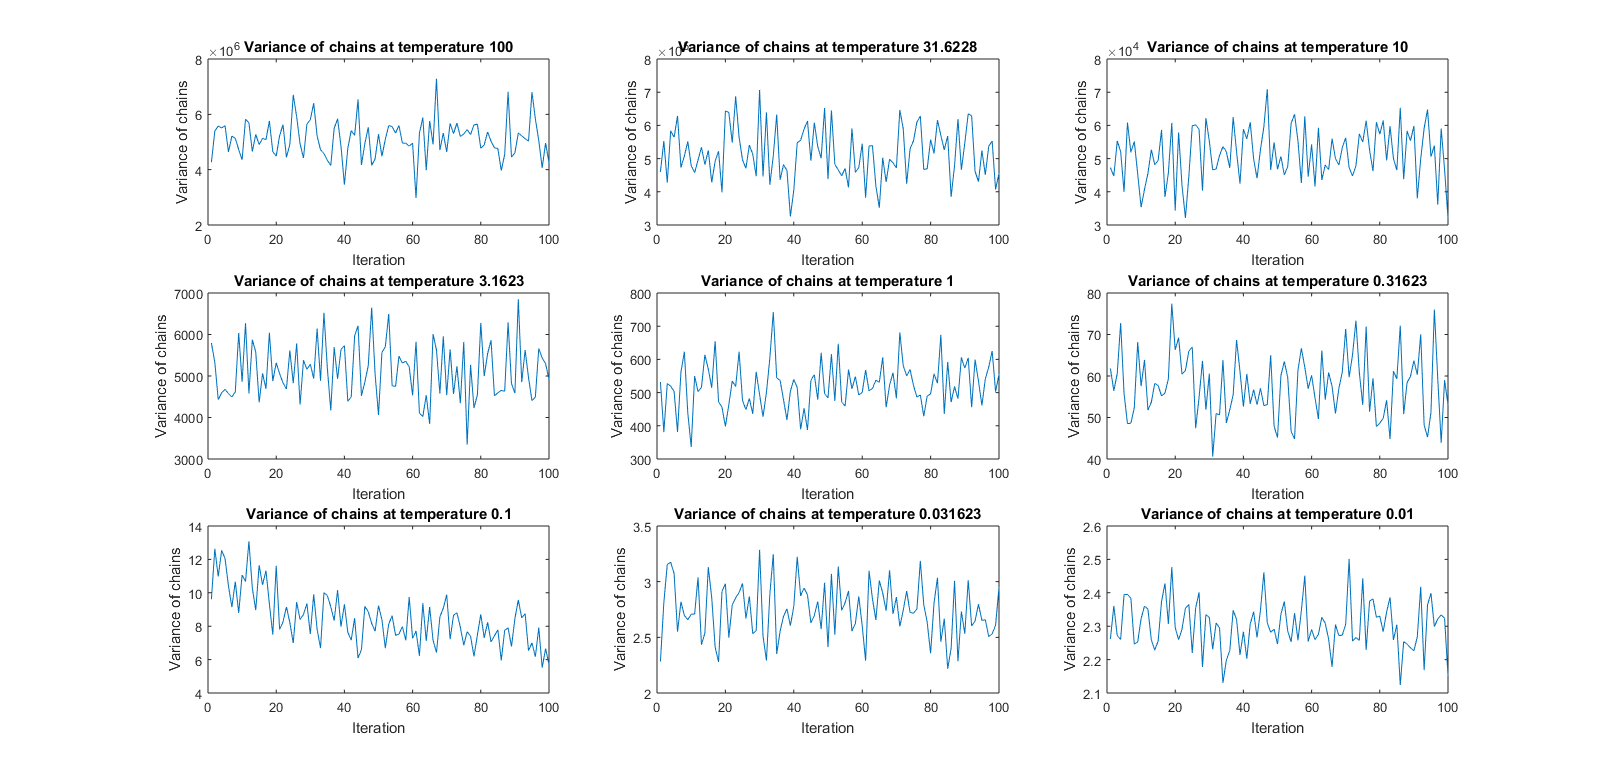 ×10⁶ Variance of chains at temperature 100
8
6
4
2
Variance of chains
0 20 40 60 80 100
Iteration
Variance of chains at temperature 31.6228
8
7
6
5
4
3
Variance of chains
0 20 40 60 80 100
Iteration
×10⁴ Variance of chains at temperature 10
8
7
6
5
4
3
Variance of chains
0 20 40 60 80 100
Iteration
Variance of chains at temperature 3.1623
7000
6000
5000
4000
3000
Variance of chains
0 20 40 60 80 100
Iteration
Variance of chains at temperature 1
800
700
600
500
400
300
Variance of chains
0 20 40 60 80 100
Iteration
Variance of chains at temperature 0.31623
80
70
60
50
40
Variance of chains
0 20 40 60 80 100
Iteration
Variance of chains at temperature 0.1
14
12
10
8
6
4
Variance of chains
0 20 40 60 80 100
Iteration
Variance of chains at temperature 0.031623
3.5
3
2.5
2
Variance of chains
0 20 40 60 80 100
Iteration
Variance of chains at temperature 0.01
2.6
2.5
2.4
2.3
2.2
2.1
Variance of chains
0 20 40 60 80 100
Iteration